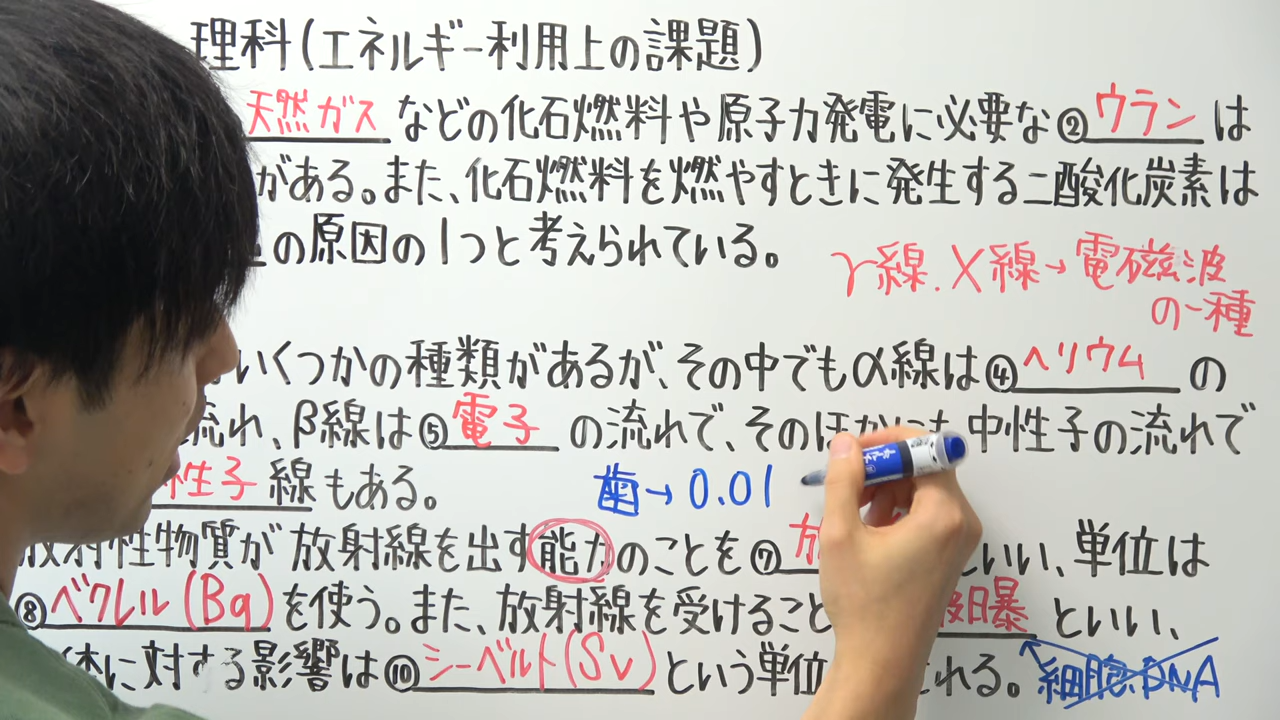 理科(エネルギー利用上の課題)
天然ガスなどの化石燃料や原子力発電に必要な②ウランは
がある。また、化石燃料を燃やすときに発生する二酸化炭素は
の原因の1つと考えられている。
γ線.X線→電磁波
の一種
いくつかの種類があるが、その中でもα線は④ヘリウムの
流れ、β線は⑤電子の流れで、そのほかにも中性子の流れで
性子線もある。
歯→0.01
放射性物質が放射線を出す能力のことを⑦放いい、単位は
⑧ベクレル(Bq)を使う。また、放射線を受けること被曝といい、
体に対する影響は⑩シーベルト(Sv)という単位される。
細胞.DNA